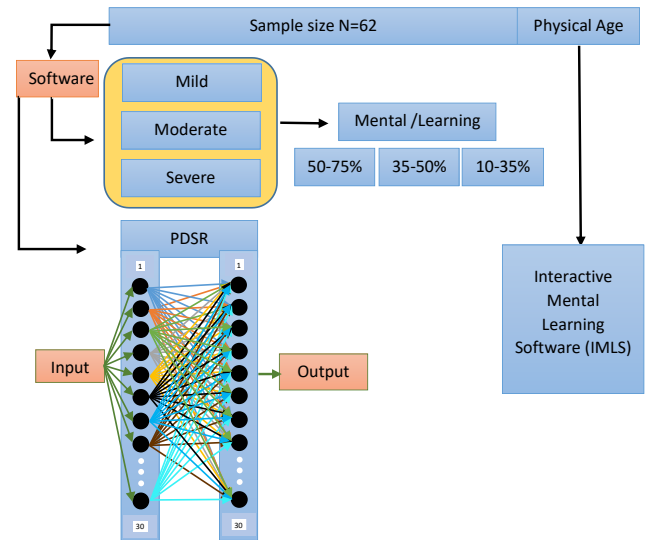 Sample size N=62
Physical Age
Software
Mild
Moderate
Severe
Mental /Learning
50-75%
35-50%
10-35%
PDSR
1
1
Input
Output
30
30
Interactive
Mental
Learning
Software (IMLS)